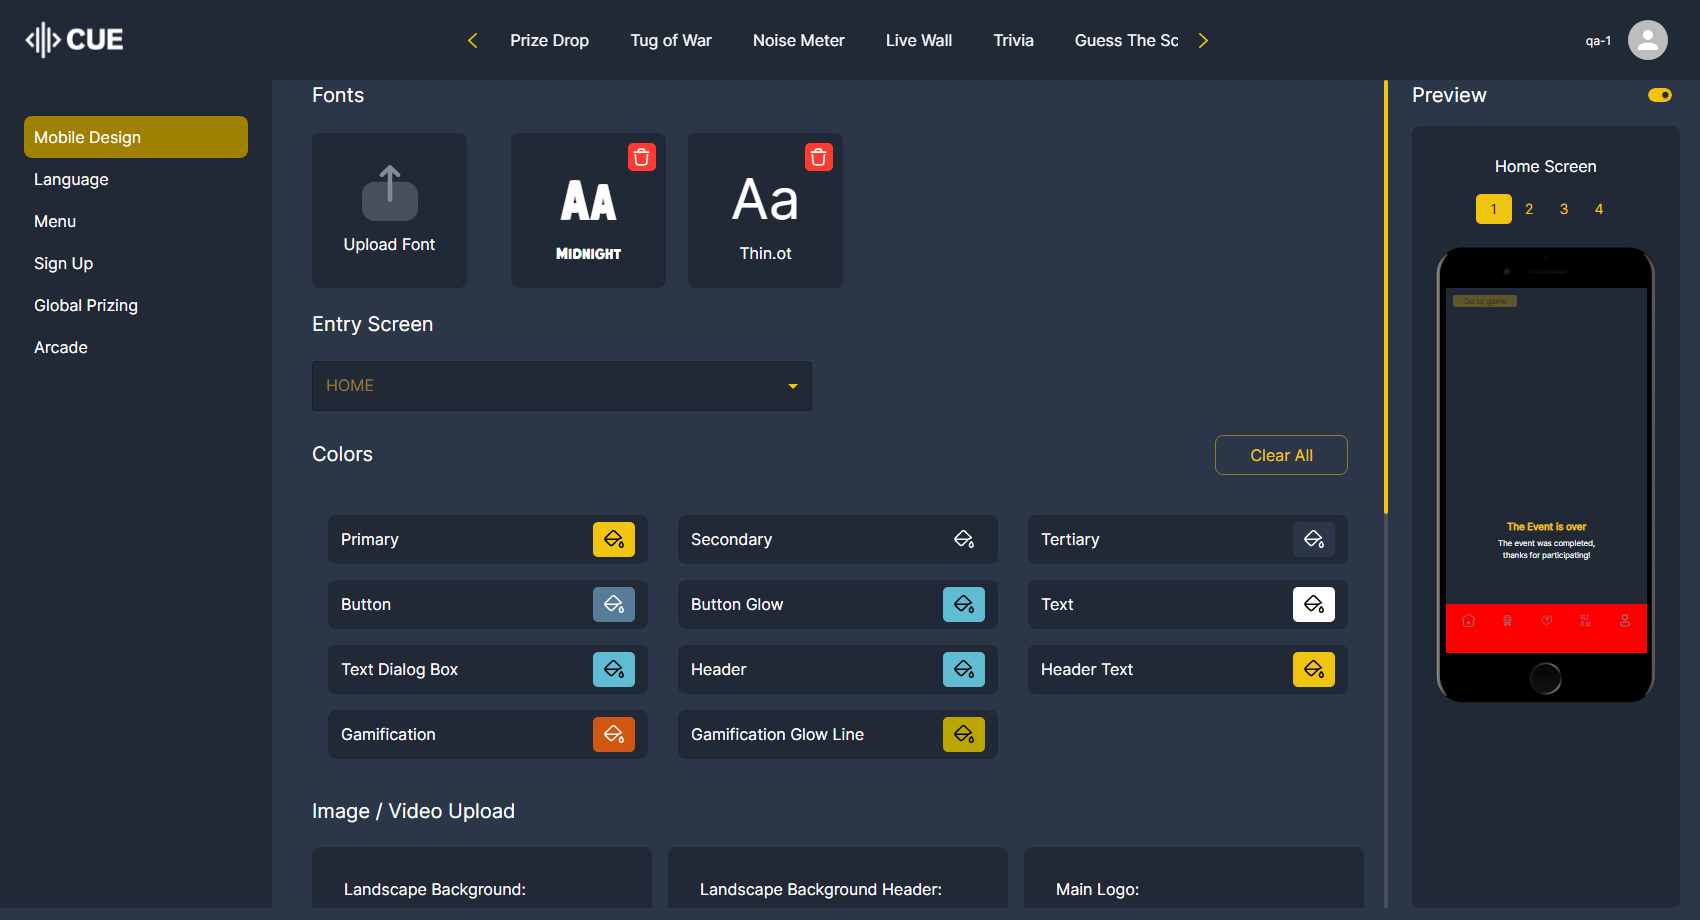 CUE
Prize Drop
Tug of War
Noise Meter
Live Wall
Trivia
Guess The Sc
qa-1
Mobile Design
Language
Menu
Sign Up
Global Prizing
Arcade
Fonts
Upload Font
AA
MIDNIGHT
Aa
Thin.ot
Entry Screen
HOME
Colors
Clear All
Primary
Secondary
Tertiary
Button
Button Glow
Text
Text Dialog Box
Header
Header Text
Gamification
Gamification Glow Line
Image / Video Upload
Landscape Background:
Landscape Background Header:
Main Logo:
Preview
Home Screen
1 2 3 4
Go to game
The Event is over
The event was completed,
thanks for participating!